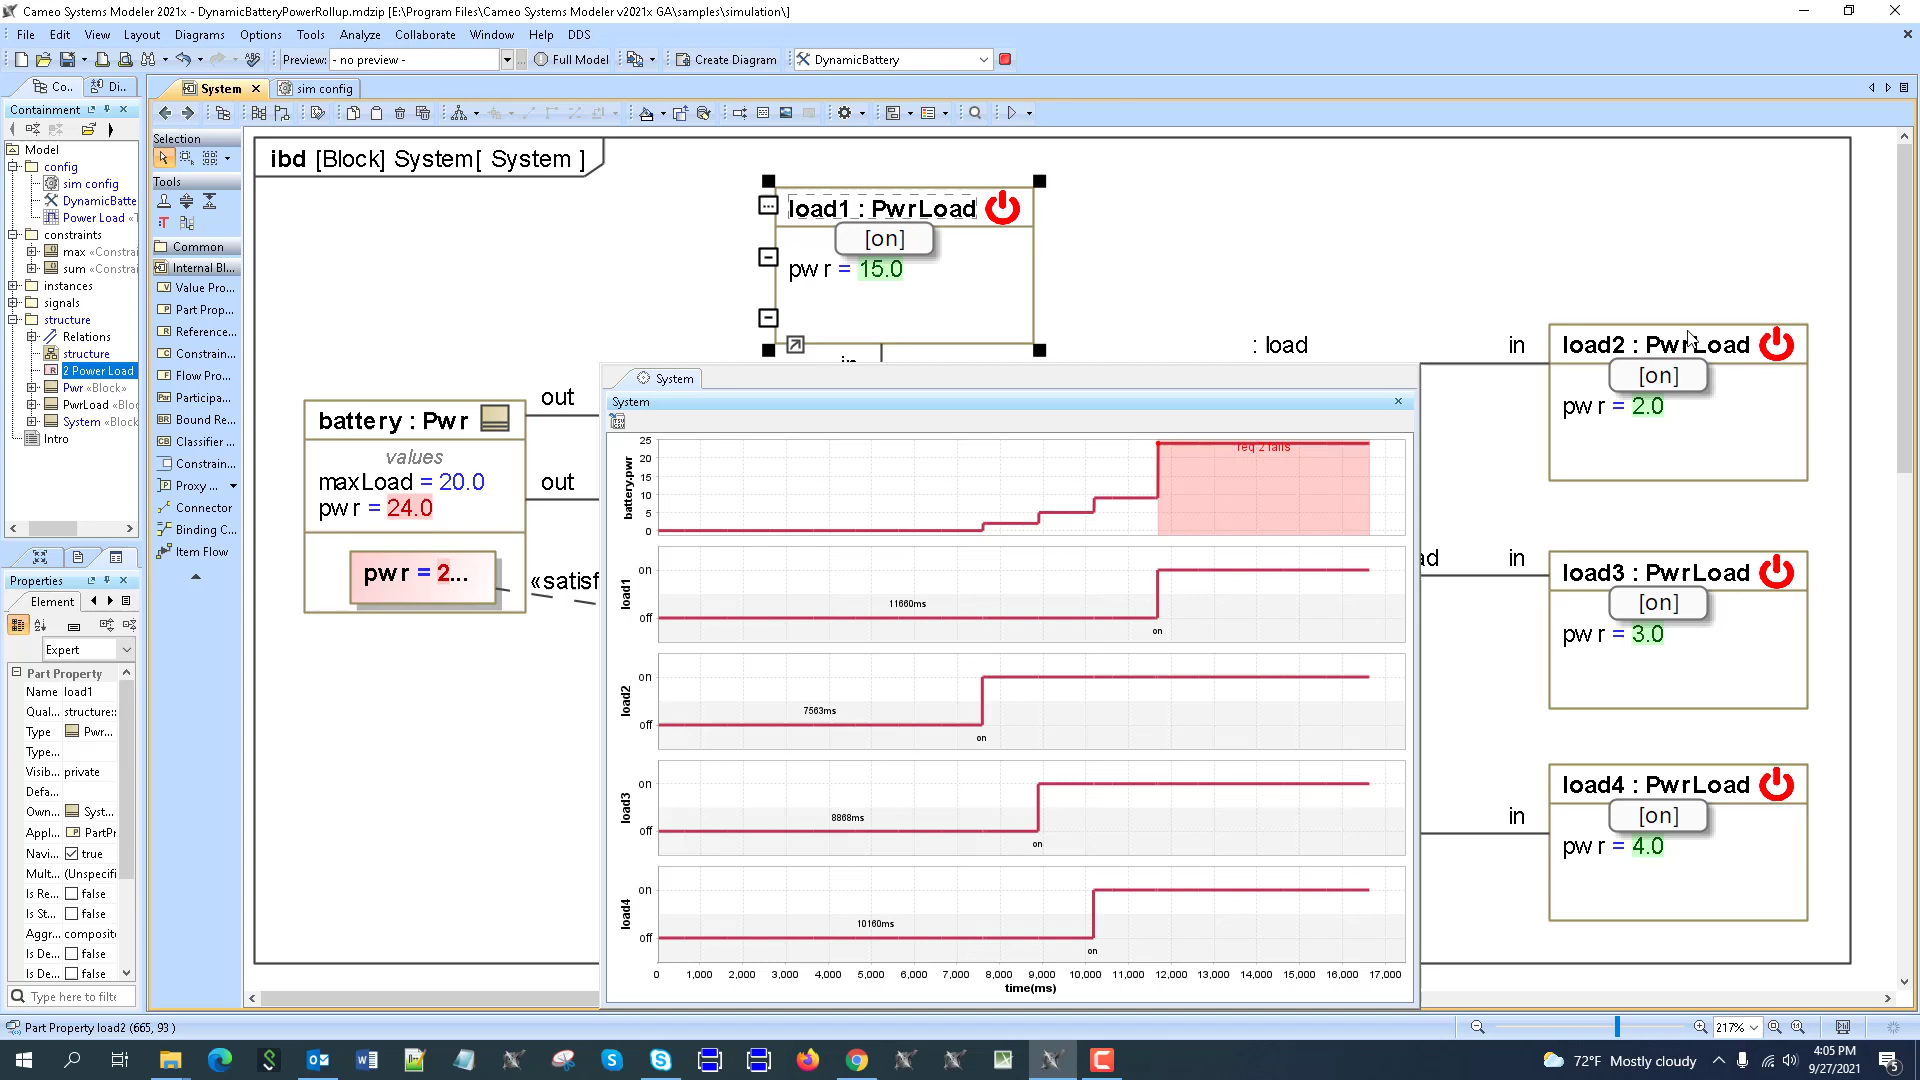 Cameo Systems Modeler 2021x - DynamicBatteryPowerRollup.mdzip [E:\Program Files\Cameo Systems Modeler v2021x GA\samples\simulation\]
File Edit View Layout Diagrams Options Tools Analyze Collaborate Window Help DDS
Preview: - no preview - ... Full Model Create Diagram DynamicBattery
Co... Di... System sim config
Containment
Model
config
sim config
DynamicBatte
Power Load «T
constraints
max «Constrai
sum «Constrai
instances
signals
structure
Relations
structure
2 Power Load
Pwr «Block»
PwrLoad «Bloc
System «Block
Intro
Properties
Element
Expert
Part Property
Name load1
Qual... structure::
Type Pwr...
Type...
Visib... private
Defa...
Own... Syst...
Appl... PartPr
Navi... true
Mult... (Unspecifi
Is Re... false
Is St... false
Aggr... composite
Is De... false
Is De... false
Type here to filte
Selection
Tools
Common
Internal Bl...
Value Pro...
Part Prop...
Reference...
Constrain...
Flow Pro...
Participa...
Bound Re...
Classifier ...
Constrain...
Proxy ...
Connector
Binding C...
Item Flow
ibd [Block] System[ System ]
load1 : PwrLoad
[on]
pwr = 15.0
in
battery : Pwr
values
maxLoad = 20.0
pwr = 24.0
pwr = 2...
out
out
«satisf
: load
in
load2 : PwrLoad
[on]
pwr = 2.0
ad
in
load3 : PwrLoad
[on]
pwr = 3.0
in
load4 : PwrLoad
[on]
pwr = 4.0
System
System
battery.pwr
25
20
15
10
5
0
req 2 fails
load1
on
off
11660ms
on
load2
on
off
7563ms
on
load3
on
off
8868ms
on
load4
on
off
10160ms
on
0 1,000 2,000 3,000 4,000 5,000 6,000 7,000 8,000 9,000 10,000 11,000 12,000 13,000 14,000 15,000 16,000 17,000
time(ms)
Part Property load2 (665, 93 )
217%
72°F Mostly cloudy
4:05 PM
9/27/2021
5